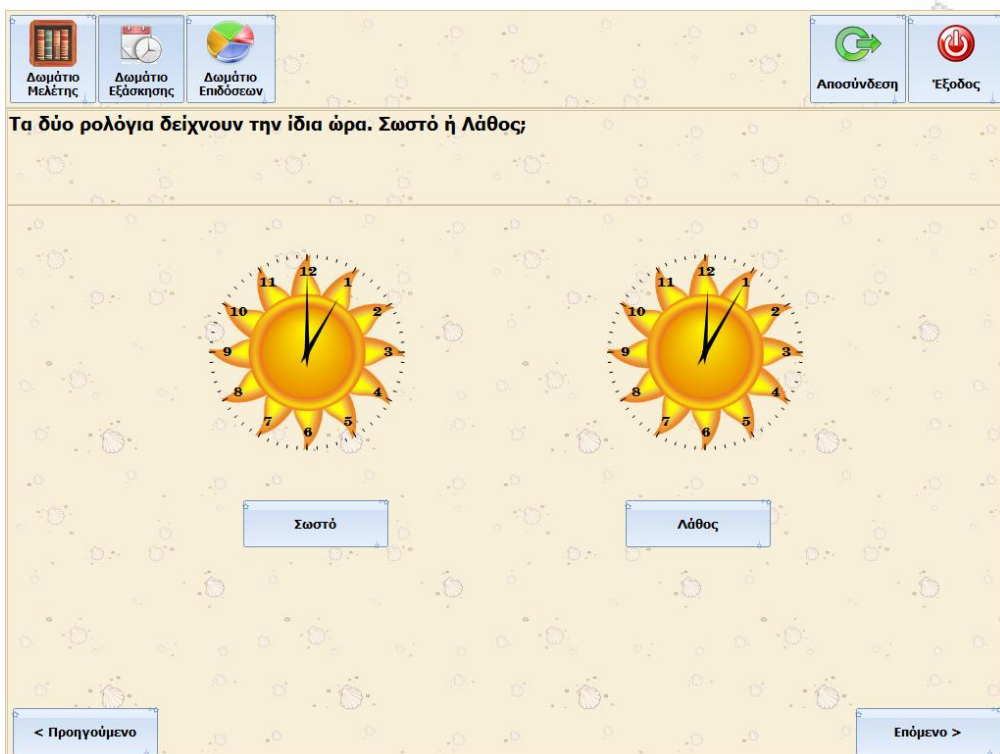 Δωμάτιο Μελέτης
Δωμάτιο Εξάσκησης
Δωμάτιο Επιδόσεων
Αποσύνδεση
Έξοδος
Τα δύο ρολόγια δείχνουν την ίδια ώρα. Σωστό ή Λάθος;
12
11
1
10
2
9
3
8
4
7
5
6
12
11
1
10
2
9
3
8
4
7
5
6
Σωστό
Λάθος
< Προηγούμενο
Επόμενο >